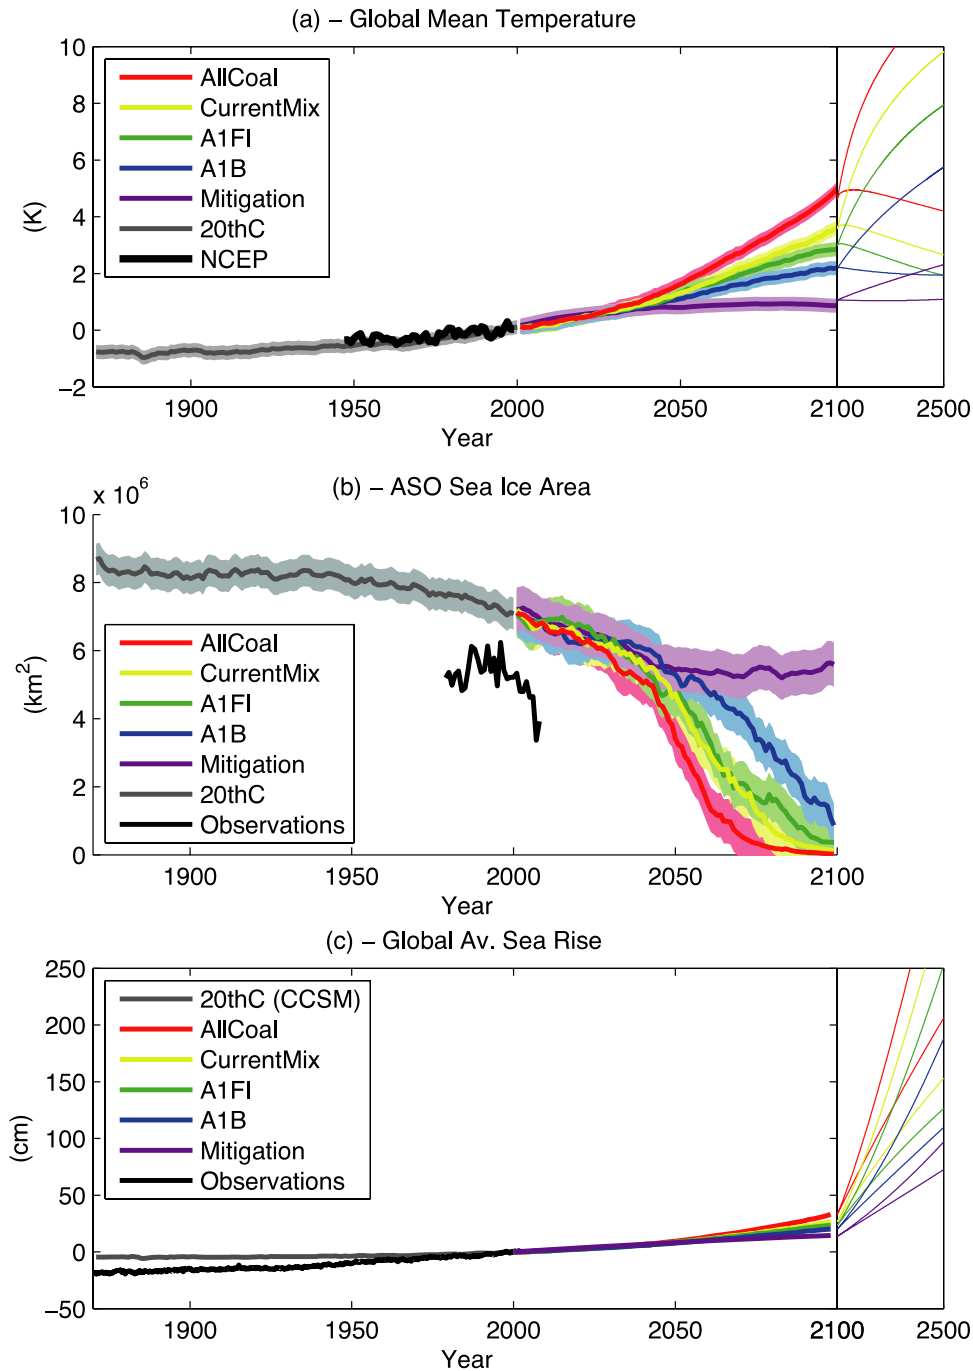 (a) – Global Mean Temperature
10
8
6
4
2
0
−2
(K)
AllCoal
CurrentMix
A1FI
A1B
Mitigation
20thC
NCEP
1900 1950 2000 2050 2100 2500
Year
(b) – ASO Sea Ice Area
x 10^6
10
8
6
4
2
0
(km^2)
AllCoal
CurrentMix
A1FI
A1B
Mitigation
20thC
Observations
1900 1950 2000 2050 2100
Year
(c) – Global Av. Sea Rise
250
200
150
100
50
0
−50
(cm)
20thC (CCSM)
AllCoal
CurrentMix
A1FI
A1B
Mitigation
Observations
1900 1950 2000 2050 2100 2500
Year